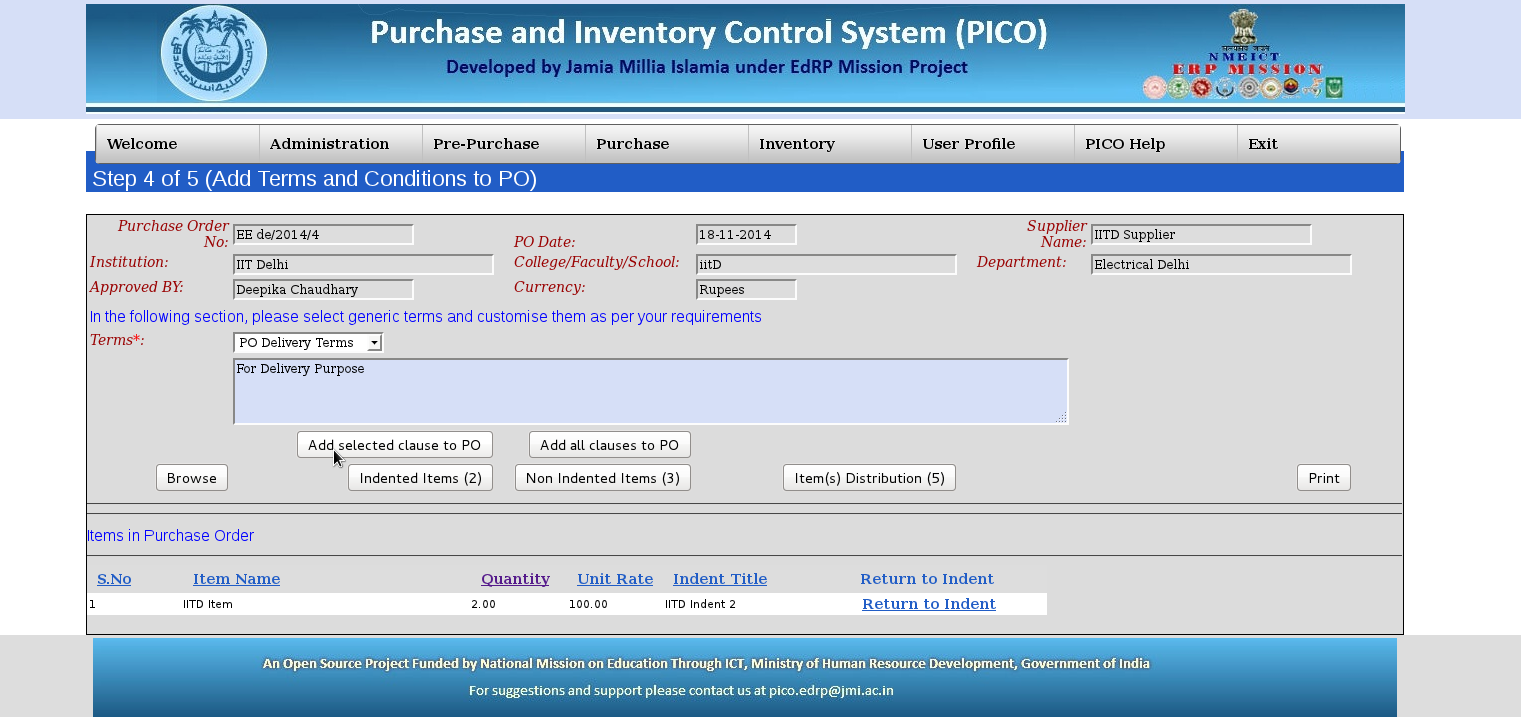 Purchase and Inventory Control System (PICO)
Developed by Jamia Millia Islamia under EdRP Mission Project
NMEICT
ERP MISSION
Welcome Administration Pre-Purchase Purchase Inventory User Profile PICO Help Exit
Step 4 of 5 (Add Terms and Conditions to PO)
Purchase Order No: EE de/2014/4 PO Date: 18-11-2014 Supplier Name: IITD Supplier
Institution: IIT Delhi College/Faculty/School: iitD Department: Electrical Delhi
Approved BY: Deepika Chaudhary Currency: Rupees
In the following section, please select generic terms and customise them as per your requirements
Terms*: PO Delivery Terms
For Delivery Purpose
Add selected clause to PO Add all clauses to PO
Browse Indented Items (2) Non Indented Items (3) Item(s) Distribution (5) Print
Items in Purchase Order
S.No Item Name Quantity Unit Rate Indent Title Return to Indent
1 IITD Item 2.00 100.00 IITD Indent 2 Return to Indent
An Open Source Project Funded by National Mission on Education Through ICT, Ministry of Human Resource Development, Government of India
For suggestions and support please contact us at pico.edrp@jmi.ac.in